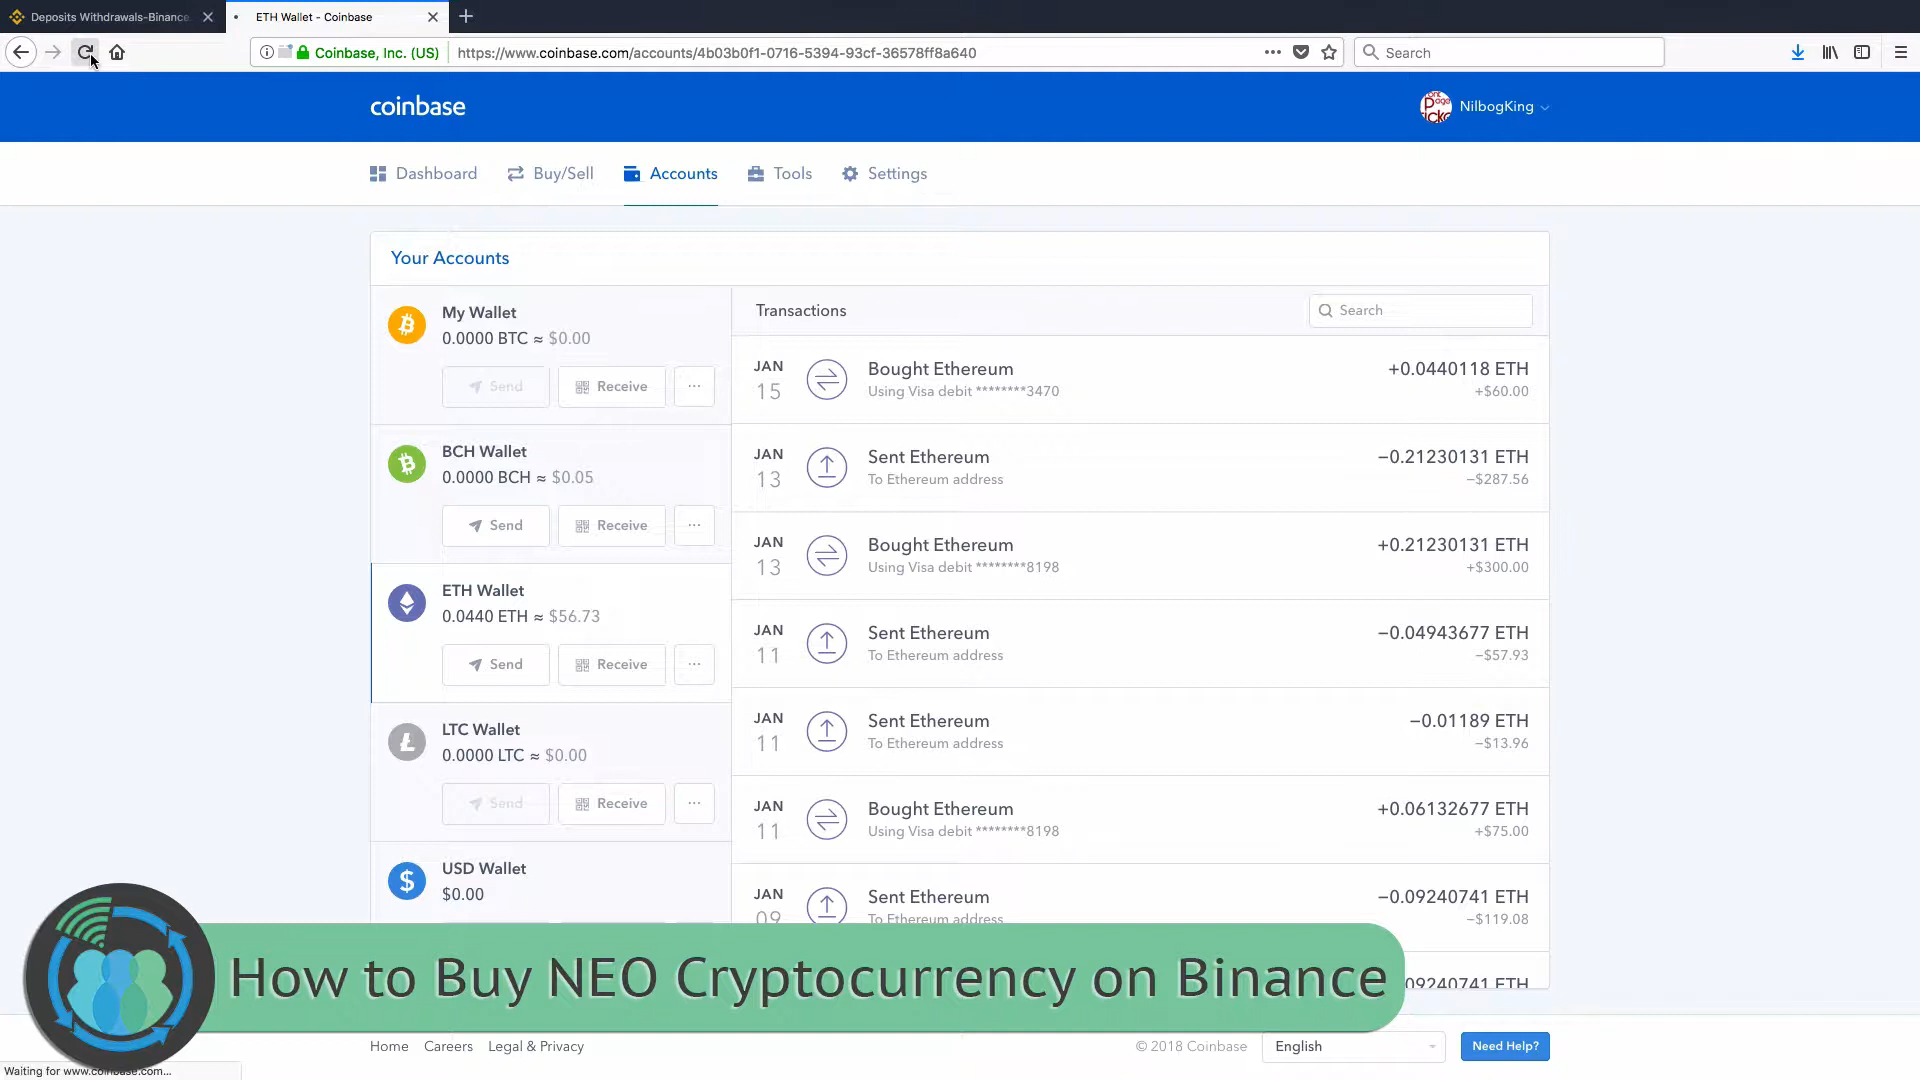 Deposits Withdrawals-Binance
ETH Wallet - Coinbase
Coinbase, Inc. (US)
https://www.coinbase.com/accounts/4b03b0f1-0716-5394-93cf-36578ff8a640
Search
coinbase
NilbogKing
Dashboard
Buy/Sell
Accounts
Tools
Settings
Your Accounts
My Wallet
0.0000 BTC ≈ $0.00
Send
Receive
BCH Wallet
0.0000 BCH ≈ $0.05
Send
Receive
ETH Wallet
0.0440 ETH ≈ $56.73
Send
Receive
LTC Wallet
0.0000 LTC ≈ $0.00
Send
Receive
USD Wallet
$0.00
Transactions
Search
JAN 15
Bought Ethereum
+0.0440118 ETH
Using Visa debit ********3470
+$60.00
JAN 13
Sent Ethereum
−0.21230131 ETH
To Ethereum address
−$287.56
JAN 13
Bought Ethereum
+0.21230131 ETH
Using Visa debit ********8198
+$300.00
JAN 11
Sent Ethereum
−0.04943677 ETH
To Ethereum address
−$57.93
JAN 11
Sent Ethereum
−0.01189 ETH
To Ethereum address
−$13.96
JAN 11
Bought Ethereum
+0.06132677 ETH
Using Visa debit ********8198
+$75.00
JAN 09
Sent Ethereum
−0.09240741 ETH
To Ethereum address
−$119.08
09240741 ETH
How to Buy NEO Cryptocurrency on Binance
Home
Careers
Legal & Privacy
© 2018 Coinbase
English
Need Help?
Waiting for www.coinbase.com...